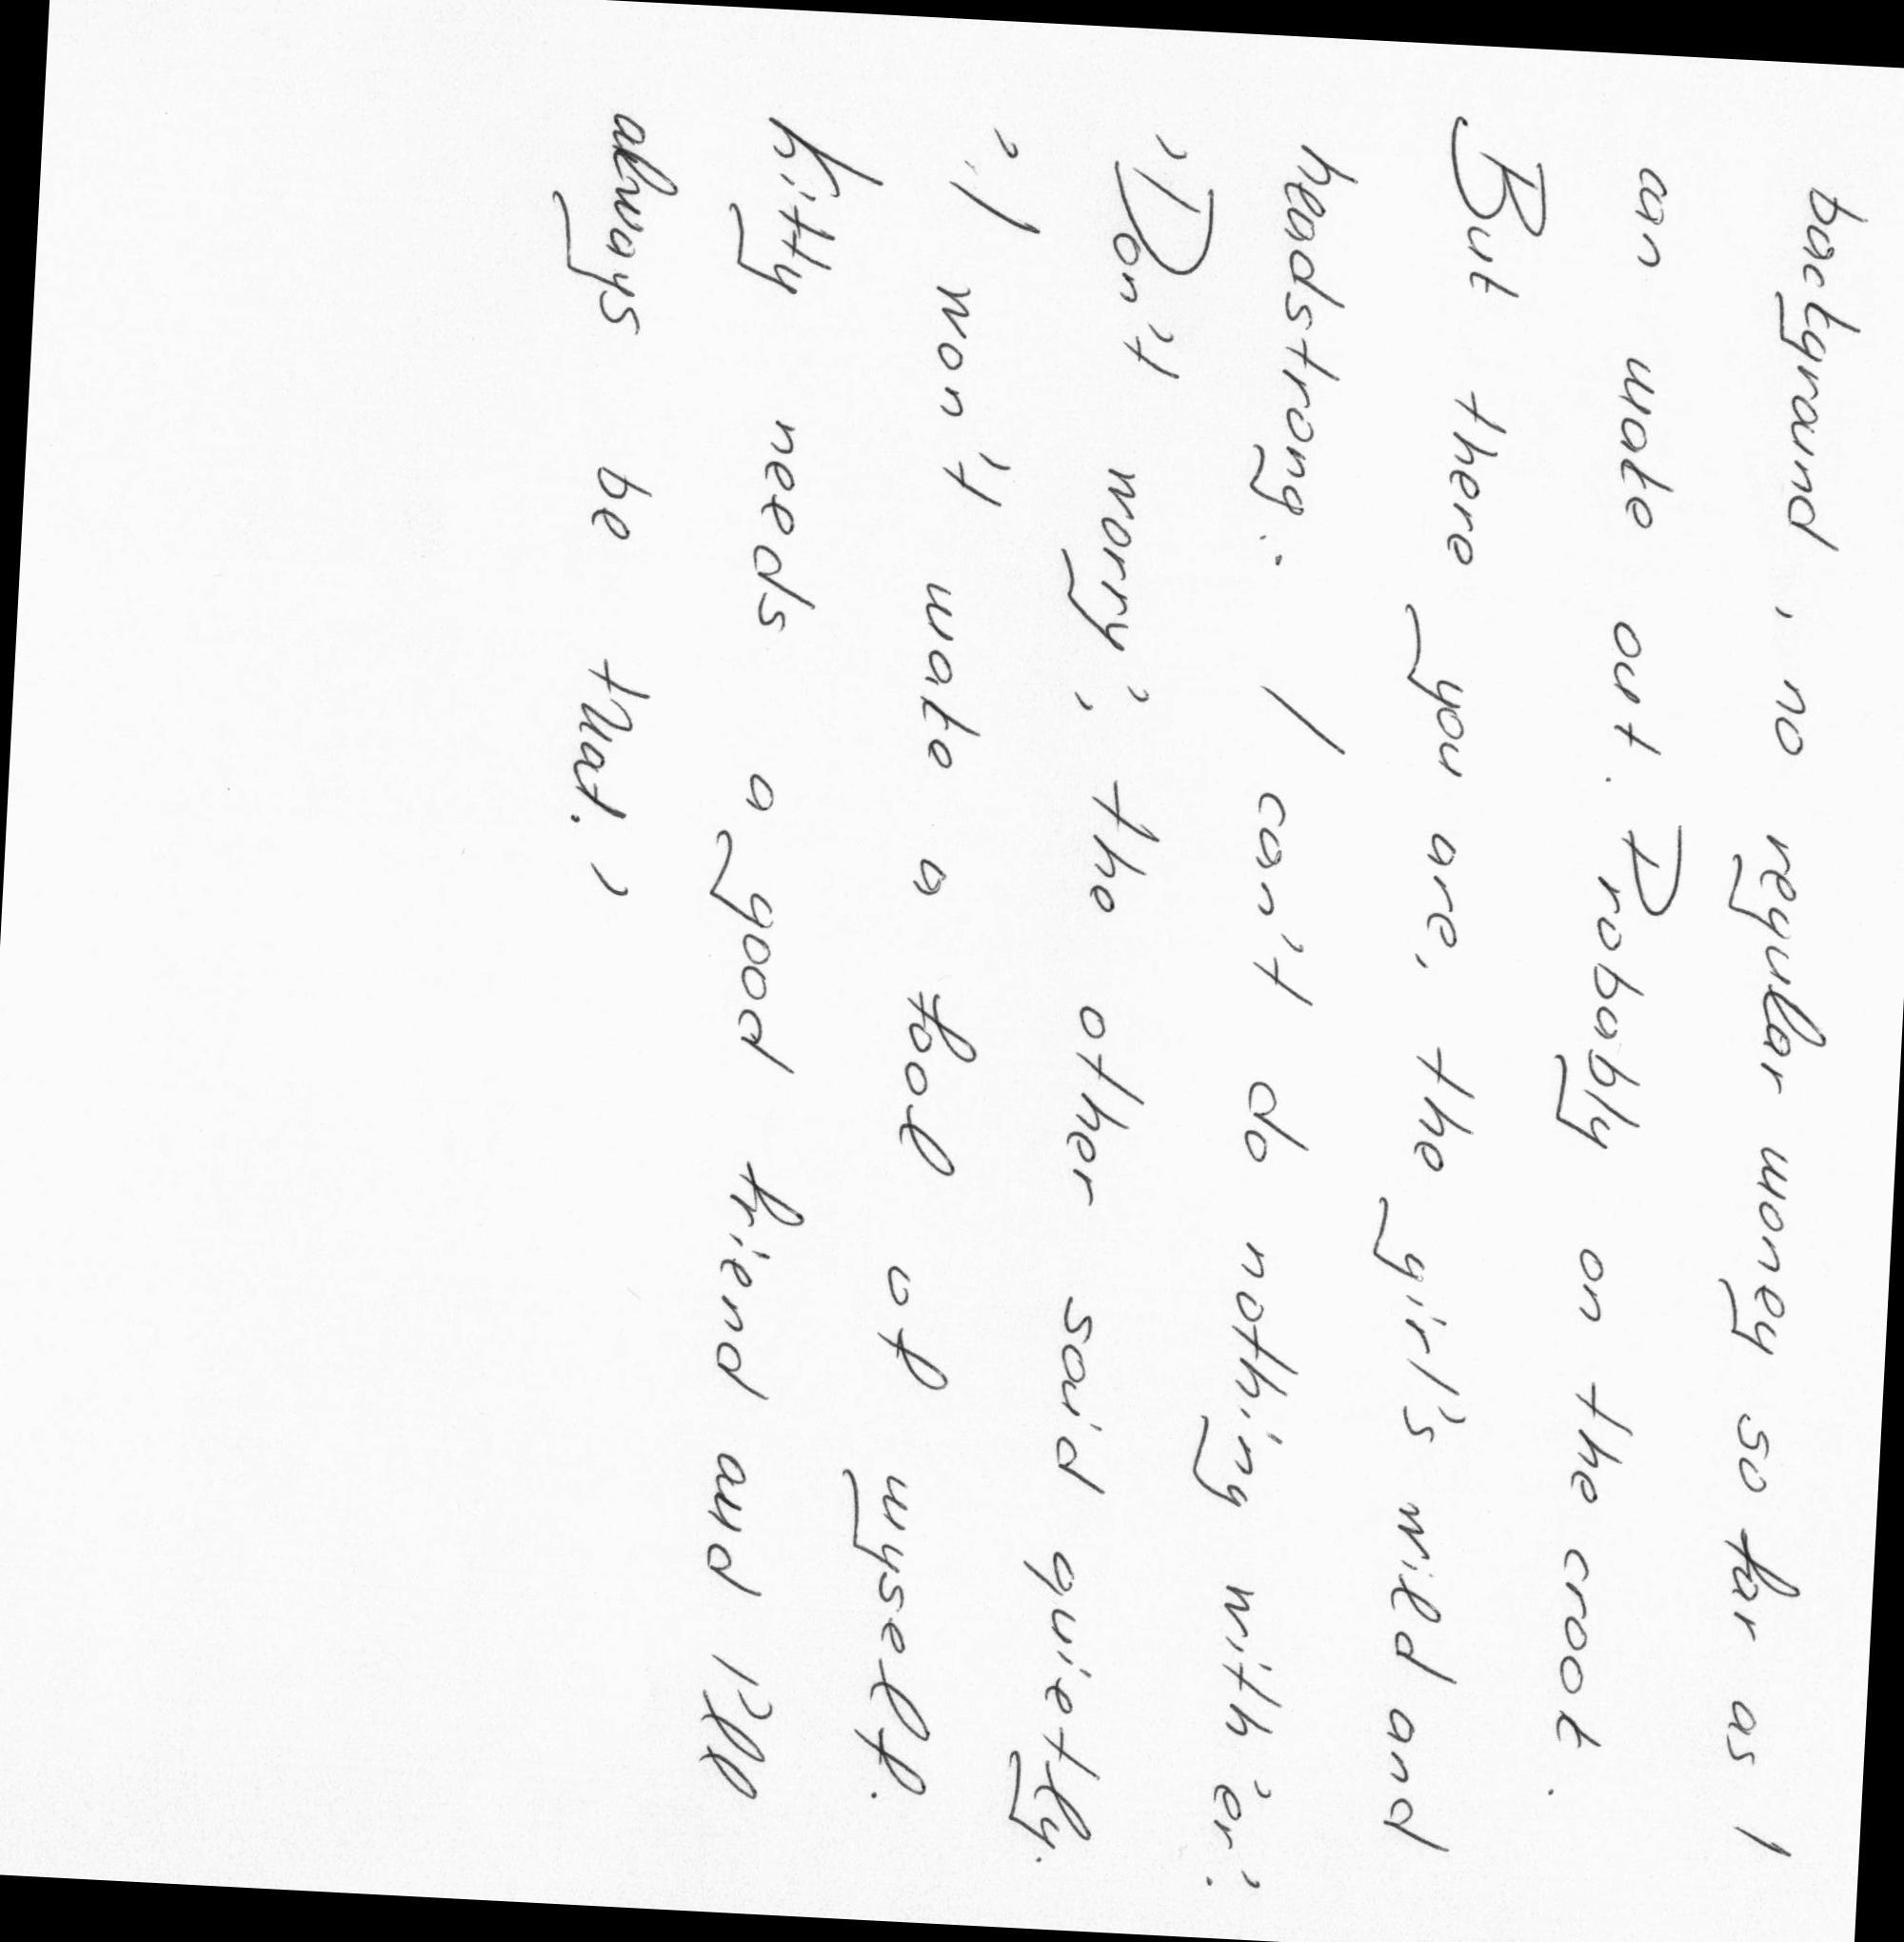 background, no regular money so far as I
can make out. Probably on the crook.
But there you are, the girl's wild and
headstrong: I can't do nothing with 'er.'
'Don't worry', the other said quietly.
'I won't make a fool of myself.
Kitty needs a good friend and I'll
always be that.'